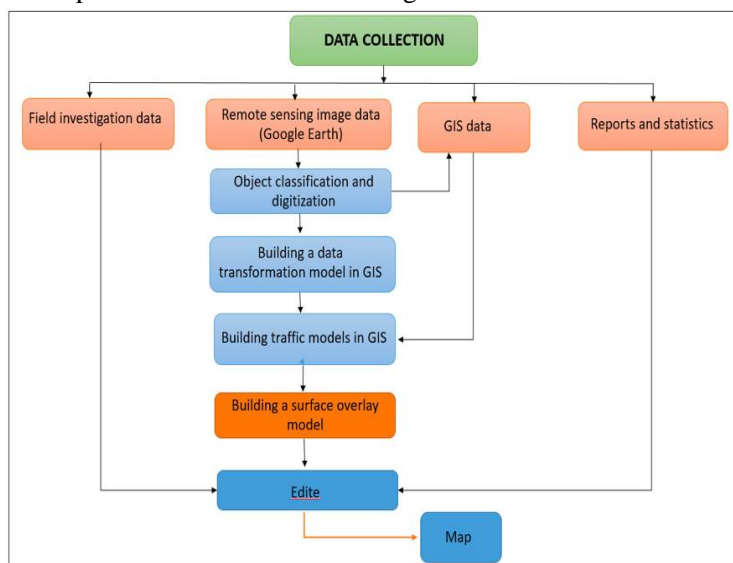 DATA COLLECTION
Field investigation data
Remote sensing image data
(Google Earth)
GIS data
Reports and statistics
Object classification and
digitization
Building a data
transformation model in GIS
Building traffic models in GIS
Building a surface overlay
model
Edite
Map